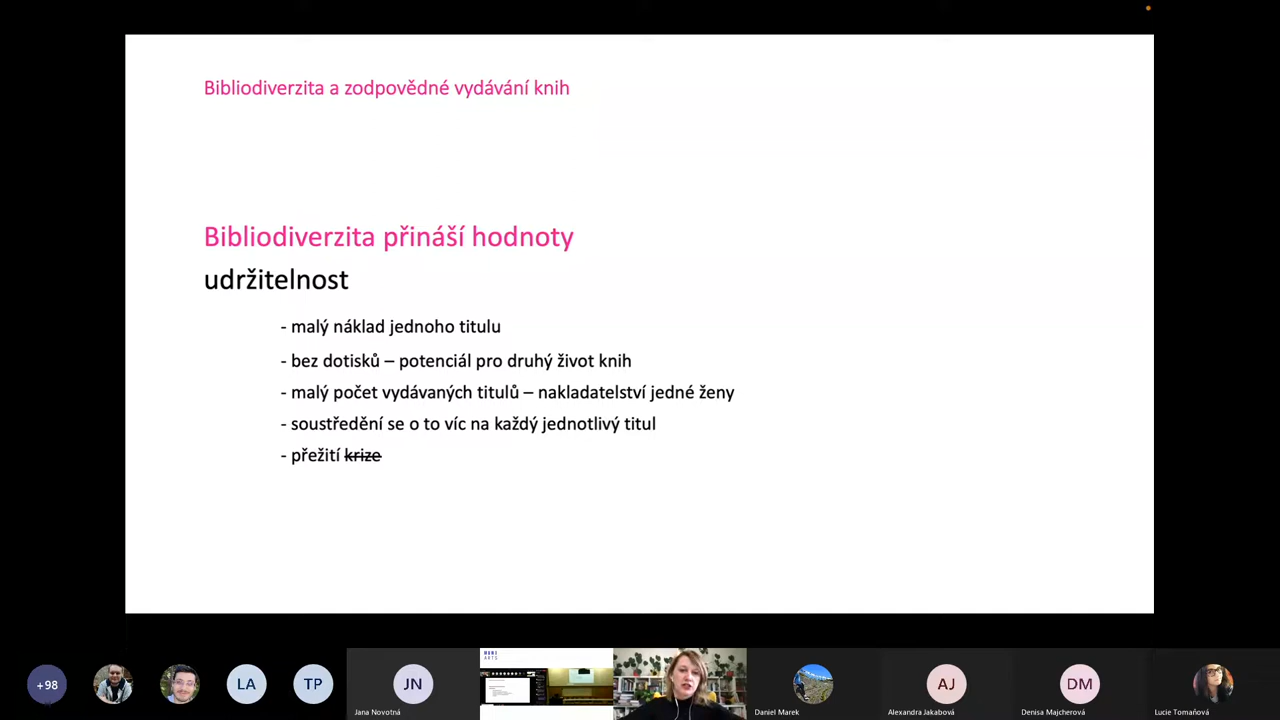 Bibliodiverzita a zodpovědné vydávání knih
Bibliodiverzita přináší hodnoty
udržitelnost
- malý náklad jednoho titulu
- bez dotisků – potenciál pro druhý život knih
- malý počet vydávaných titulů – nakladatelství jedné ženy
- soustředění se o to víc na každý jednotlivý titul
- přežití krize
+98
LA
TP
JN
Jana Novotná
MUNI
ARTS
Daniel Marek
AJ
Alexandra Jakabová
DM
Denisa Majcherová
Lucie Tomaňová